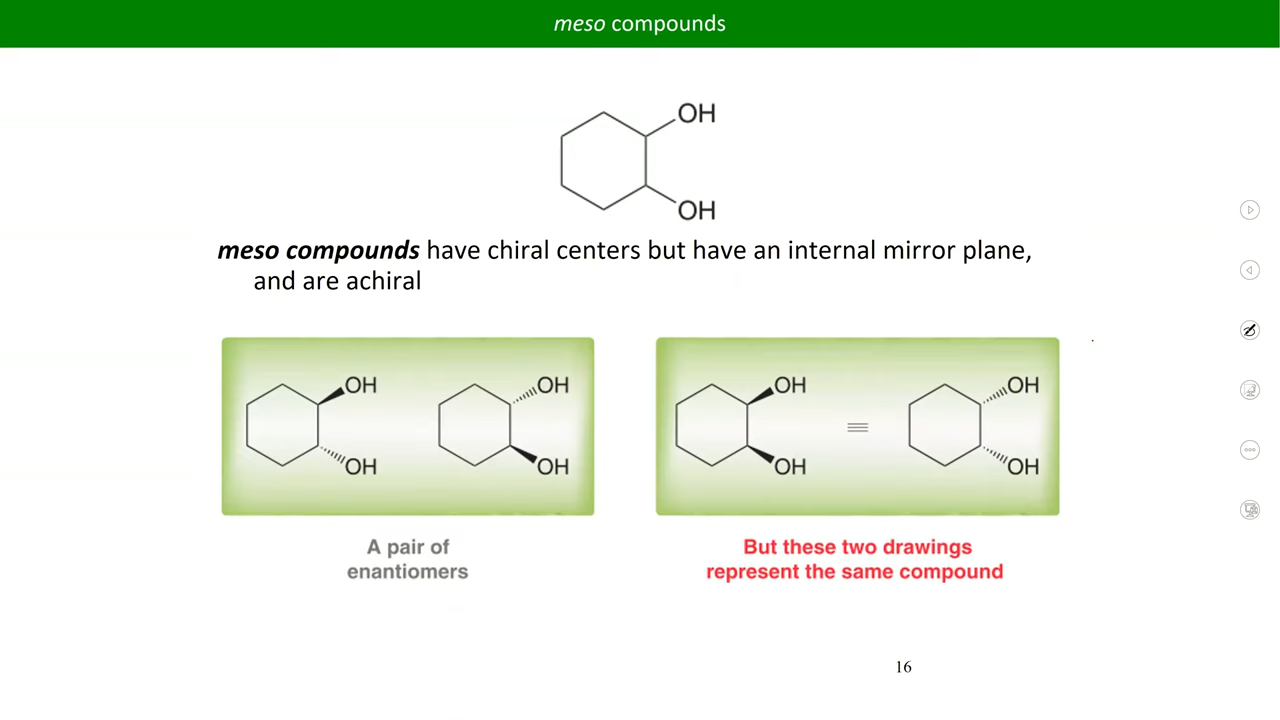 meso compounds
OH
OH
meso compounds have chiral centers but have an internal mirror plane,
and are achiral
OH
OH
OH
OH
OH
OH
OH
OH
A pair of
enantiomers
But these two drawings
represent the same compound
16